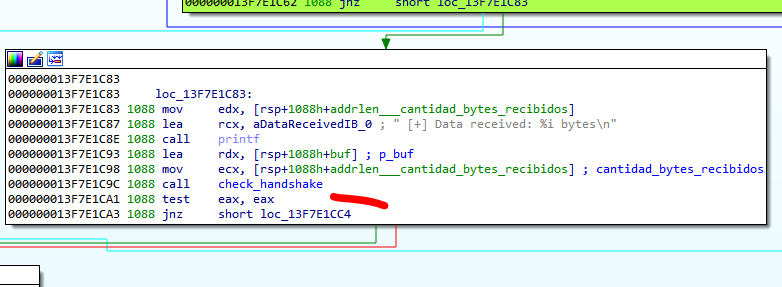 000000013F7E1C62 1088 jnz short loc_13F7E1C83
000000013F7E1C83
000000013F7E1C83 loc_13F7E1C83:
000000013F7E1C83 1088 mov edx, [rsp+1088h+addrlen___cantidad_bytes_recibidos]
000000013F7E1C87 1088 lea rcx, aDataReceivedIB_0 ; " [+] Data received: %i bytes\n"
000000013F7E1C8E 1088 call printf
000000013F7E1C93 1088 lea rdx, [rsp+1088h+buf] ; p_buf
000000013F7E1C98 1088 mov ecx, [rsp+1088h+addrlen___cantidad_bytes_recibidos] ; cantidad_bytes_recibidos
000000013F7E1C9C 1088 call check_handshake
000000013F7E1CA1 1088 test eax, eax
000000013F7E1CA3 1088 jnz short loc_13F7E1CC4